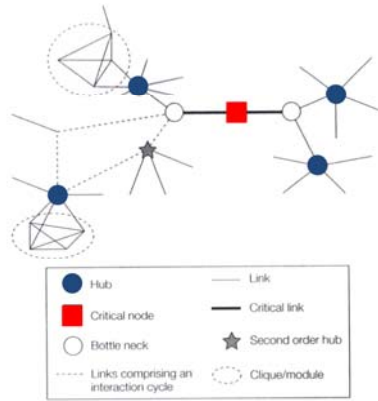 Hub
Link
Critical node
Critical link
Bottle neck
Second order hub
Links comprising an
interaction cycle
Clique/module